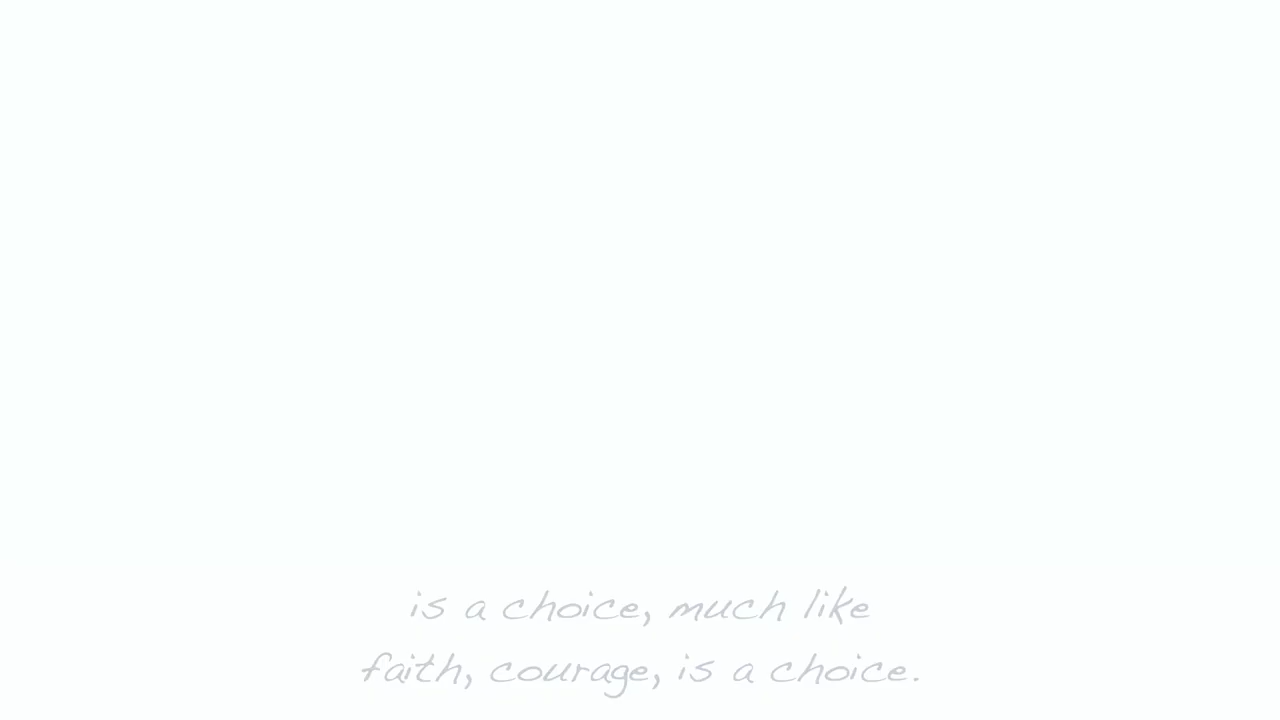 is a choice, much like
faith, courage, is a choice.